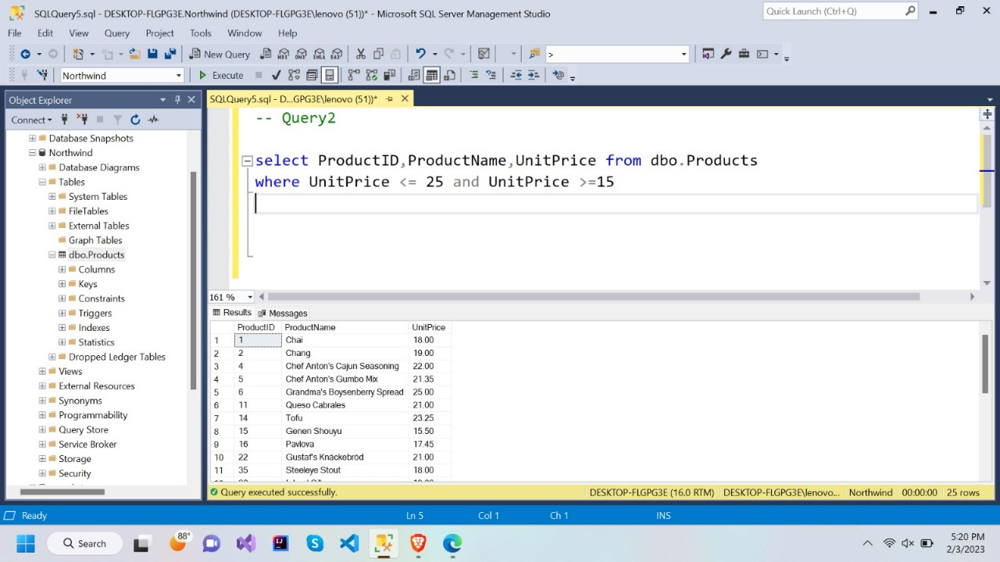 SQLQuery5.sql - DESKTOP-FLGPG3E.Northwind (DESKTOP-FLGPG3E\lenovo (51))* - Microsoft SQL Server Management Studio
Quick Launch (Ctrl+Q)
File Edit View Query Project Tools Window Help
New Query
MDX DMX XMLA DAX
>
Northwind
Execute
Object Explorer
SQLQuery5.sql - D...GPG3E\lenovo (51))*
Connect
Database Snapshots
Northwind
Database Diagrams
Tables
System Tables
FileTables
External Tables
Graph Tables
dbo.Products
Columns
Keys
Constraints
Triggers
Indexes
Statistics
Dropped Ledger Tables
Views
External Resources
Synonyms
Programmability
Query Store
Service Broker
Storage
Security
-- Query2
select ProductID,ProductName,UnitPrice from dbo.Products
where UnitPrice <= 25 and UnitPrice >=15
161 %
Results Messages
ProductID ProductName UnitPrice
1 1 Chai 18.00
2 2 Chang 19.00
3 4 Chef Anton's Cajun Seasoning 22.00
4 5 Chef Anton's Gumbo Mix 21.35
5 6 Grandma's Boysenberry Spread 25.00
6 11 Queso Cabrales 21.00
7 14 Tofu 23.25
8 15 Genen Shouyu 15.50
9 16 Pavlova 17.45
10 22 Gustaf's Knäckebröd 21.00
11 35 Steeleye Stout 18.00
Query executed successfully.
DESKTOP-FLGPG3E (16.0 RTM) DESKTOP-FLGPG3E\lenovo... Northwind 00:00:00 25 rows
Ready Ln 5 Col 1 Ch 1 INS
Search
88°
5:20 PM
2/3/2023